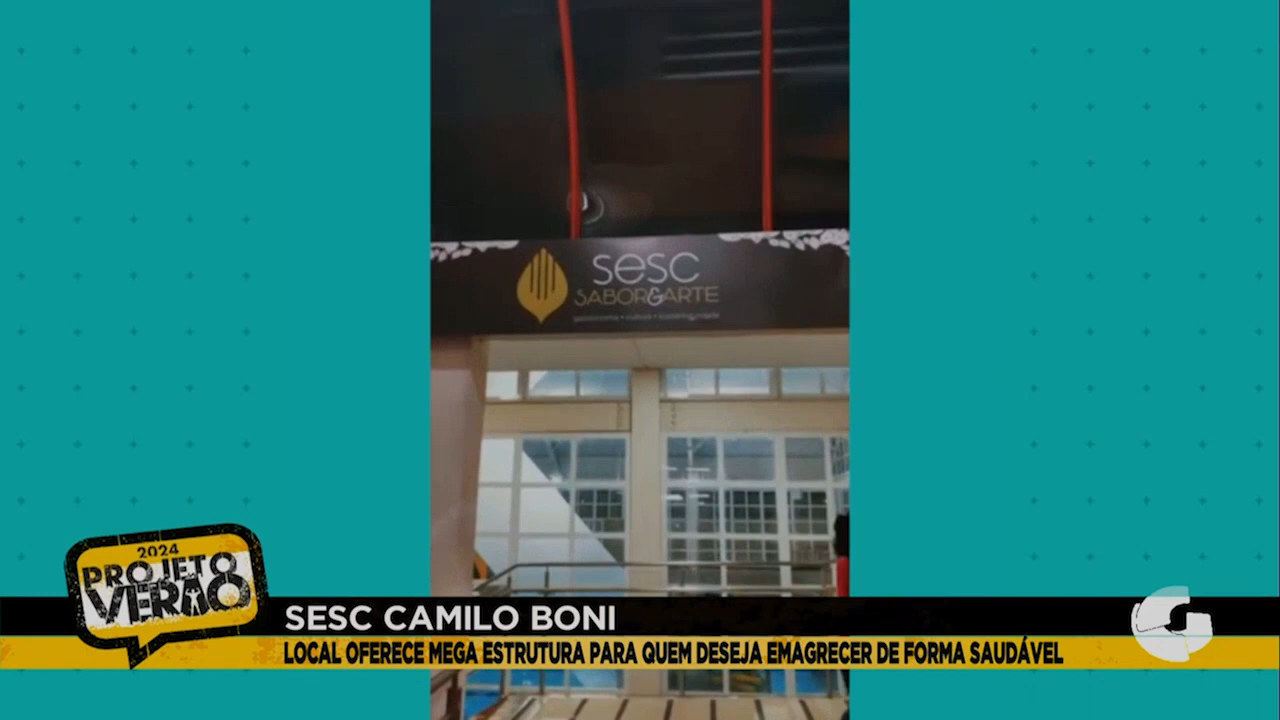 sesc
SABOR&ARTE
2024
PROJETO
VERÃO
SESC CAMILO BONI
LOCAL OFERECE MEGA ESTRUTURA PARA QUEM DESEJA EMAGRECER DE FORMA SAUDÁVEL